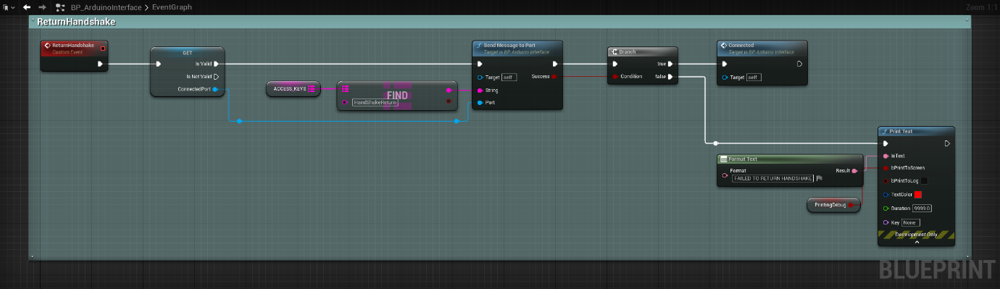 BP_ArduinoInterface > EventGraph
Zoom 1:1
ReturnHandshake
ReturnHandshake
Custom Event
GET
Is Valid
Is Not Valid
ConnectedPort
ACCESS_KEYS
FIND
HandShakeReturn
Send Message to Port
Target is BP Arduino Interface
Target self
Success
String
Port
Branch
true
Condition
false
Connected
Target is BP Arduino Interface
Target self
Format Text
Format
Result
FAILED TO RETURN HANDSHAKE
PrintingDebug
Print Text
InText
bPrintToScreen
bPrintToLog
TextColor
Duration 9999.0
Key None
Development Only
BLUEPRINT